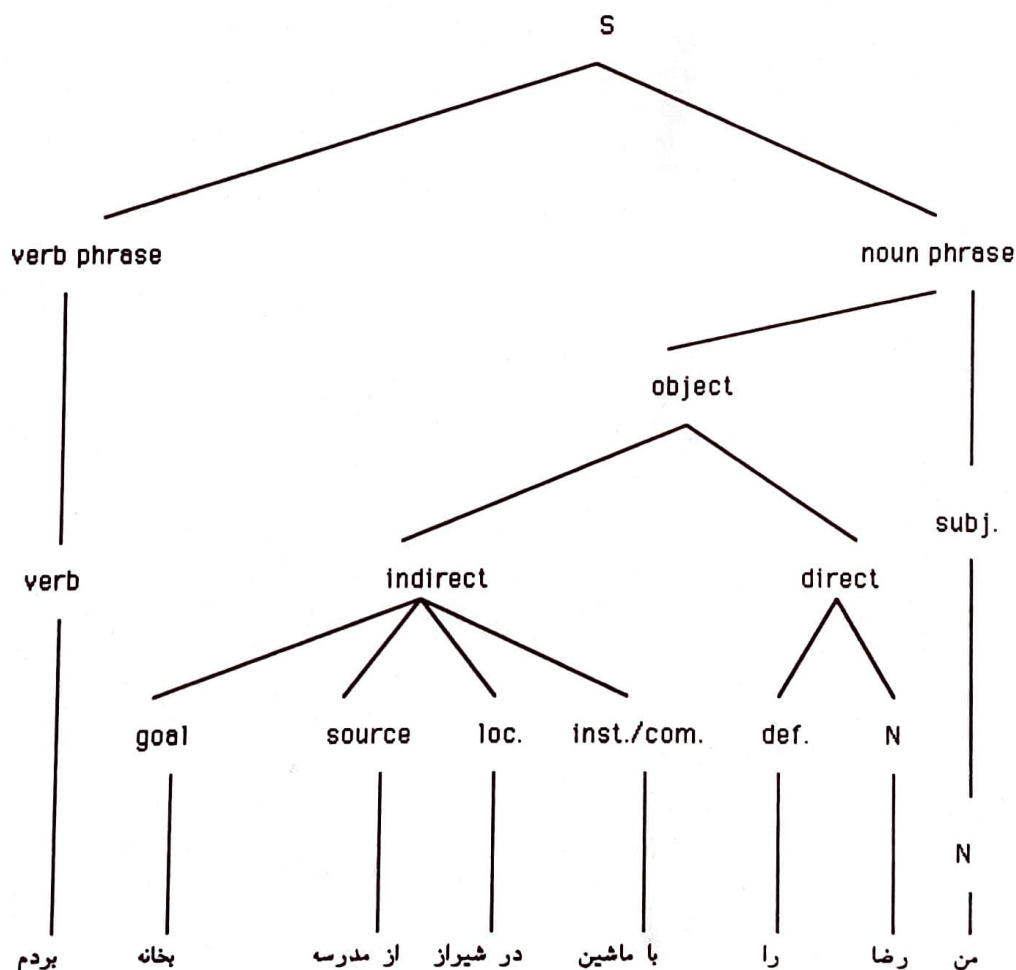 S
verb phrase noun phrase
object
subj.
verb indirect direct
goal source loc. inst./com. def. N
N
من رضا را با ماشین در شیراز از مدرسه بخانه بردم